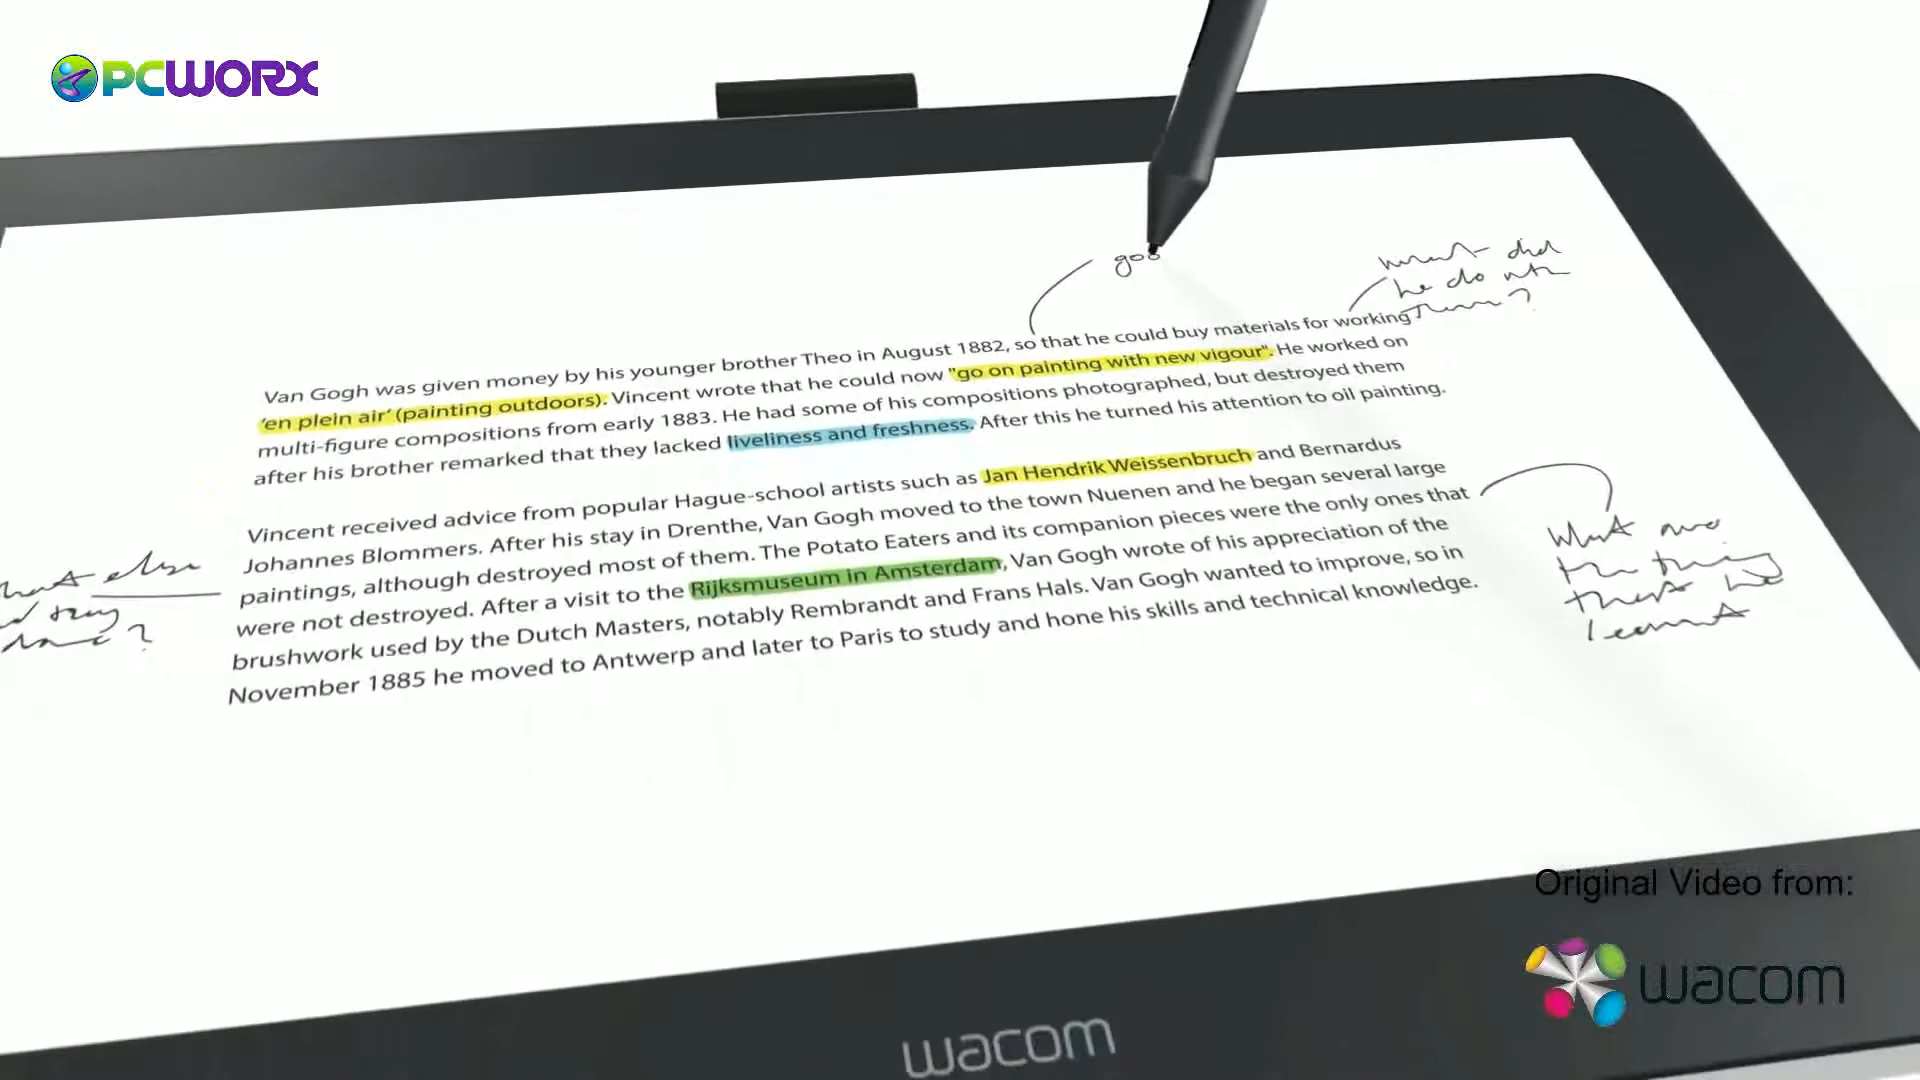 PCWORX
goo
what did
he do with
them?
Van Gogh was given money by his younger brother Theo in August 1882, so that he could buy materials for working
'en plein air' (painting outdoors). Vincent wrote that he could now "go on painting with new vigour". He worked on
multi-figure compositions from early 1883. He had some of his compositions photographed, but destroyed them
after his brother remarked that they lacked liveliness and freshness. After this he turned his attention to oil painting.
Vincent received advice from popular Hague-school artists such as Jan Hendrik Weissenbruch and Bernardus
Johannes Blommers. After his stay in Drenthe, Van Gogh moved to the town Nuenen and he began several large
paintings, although destroyed most of them. The Potato Eaters and its companion pieces were the only ones that
were not destroyed. After a visit to the Rijksmuseum in Amsterdam, Van Gogh wrote of his appreciation of the
brushwork used by the Dutch Masters, notably Rembrandt and Frans Hals. Van Gogh wanted to improve, so in
November 1885 he moved to Antwerp and later to Paris to study and hone his skills and technical knowledge.
else
they
What are
the things
that he
learnt
Original Video from:
wacom
wacom